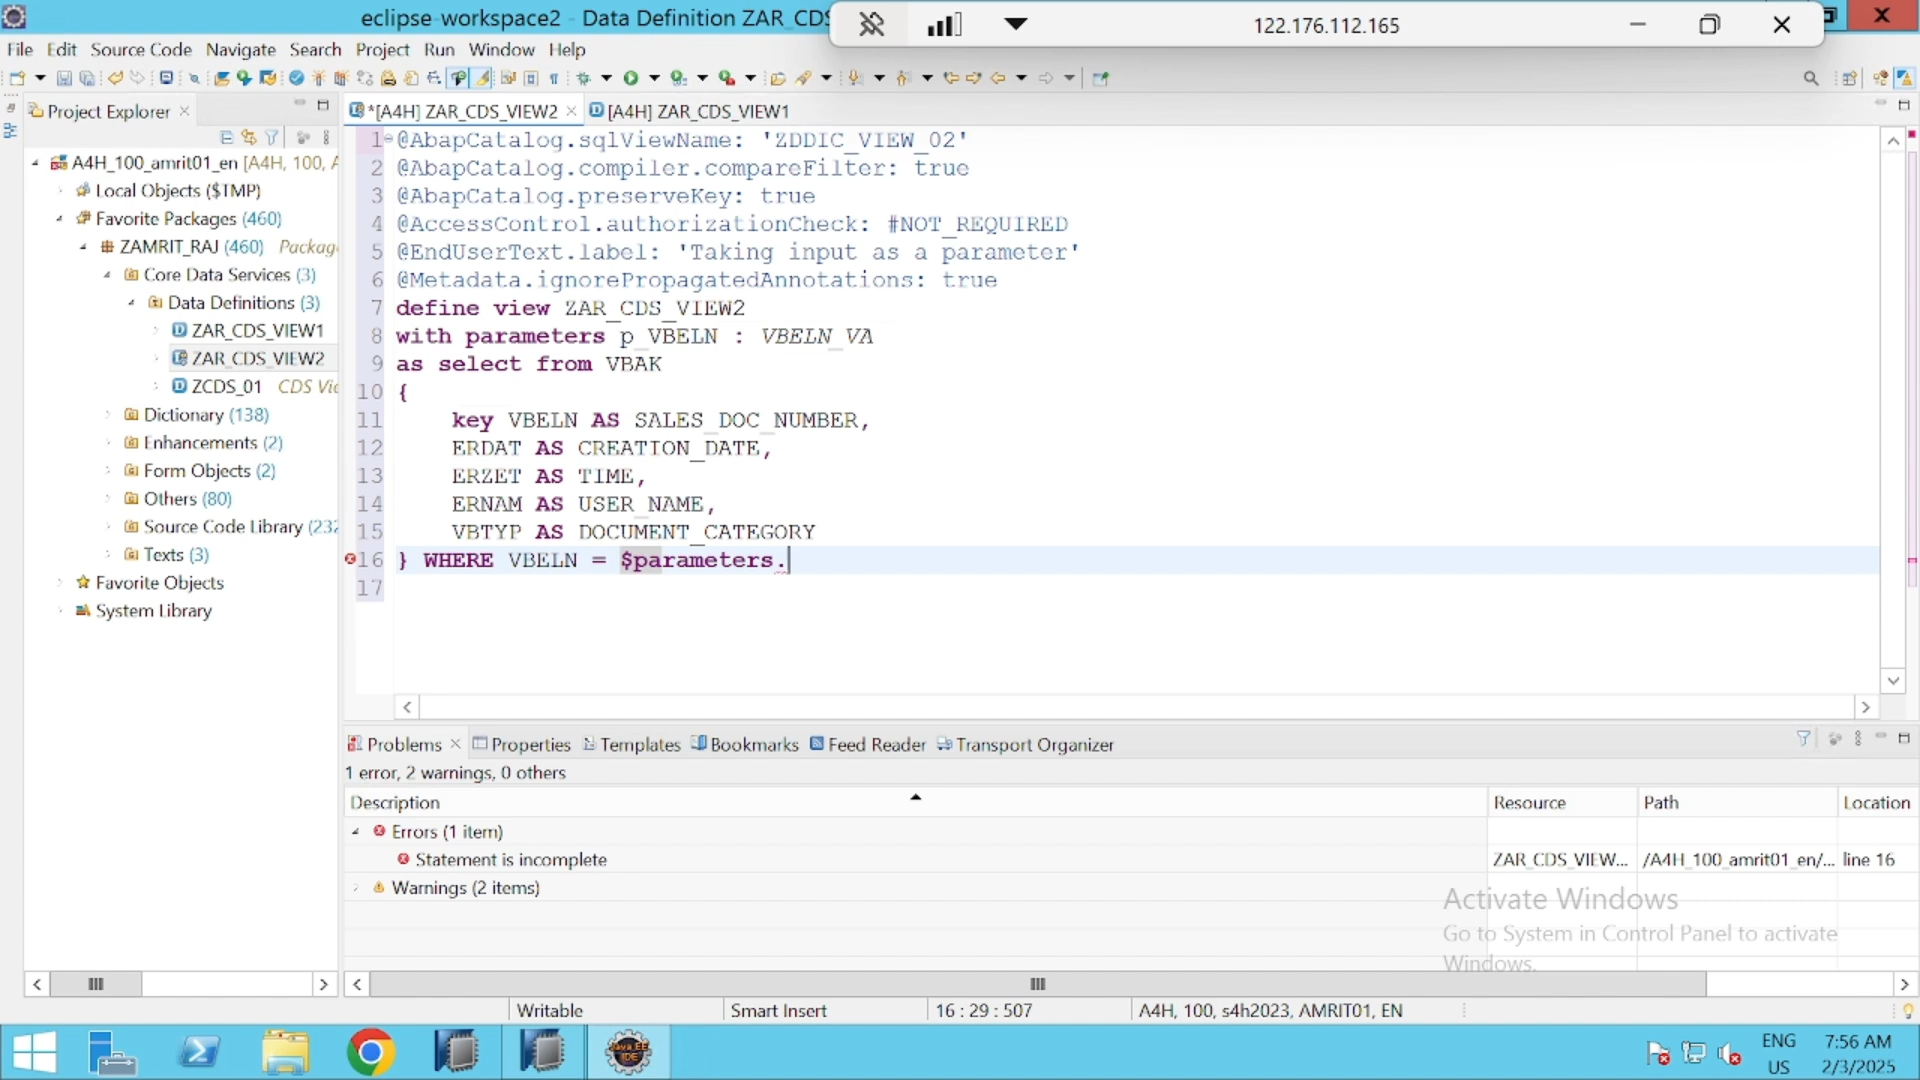 eclipse-workspace2 - Data Definition ZAR_CDS
122.176.112.165
File Edit Source Code Navigate Search Project Run Window Help
Project Explorer
*[A4H] ZAR_CDS_VIEW2
[A4H] ZAR_CDS_VIEW1
A4H_100_amrit01_en [A4H, 100, A
Local Objects ($TMP)
Favorite Packages (460)
ZAMRIT_RAJ (460) Package
Core Data Services (3)
Data Definitions (3)
ZAR_CDS_VIEW1
ZAR_CDS_VIEW2
ZCDS_01 CDS Vie
Dictionary (138)
Enhancements (2)
Form Objects (2)
Others (80)
Source Code Library (232
Texts (3)
Favorite Objects
System Library
1 @AbapCatalog.sqlViewName: 'ZDDIC_VIEW_02'
2 @AbapCatalog.compiler.compareFilter: true
3 @AbapCatalog.preserveKey: true
4 @AccessControl.authorizationCheck: #NOT_REQUIRED
5 @EndUserText.label: 'Taking input as a parameter'
6 @Metadata.ignorePropagatedAnnotations: true
7 define view ZAR_CDS_VIEW2
8 with parameters p_VBELN : VBELN_VA
9 as select from VBAK
10 {
11 key VBELN AS SALES_DOC_NUMBER,
12 ERDAT AS CREATION_DATE,
13 ERZET AS TIME,
14 ERNAM AS USER_NAME,
15 VBTYP AS DOCUMENT_CATEGORY
16 } WHERE VBELN = $parameters.
17
Problems Properties Templates Bookmarks Feed Reader Transport Organizer
1 error, 2 warnings, 0 others
Description Resource Path Location
Errors (1 item)
Statement is incomplete ZAR_CDS_VIEW... /A4H_100_amrit01_en/... line 16
Warnings (2 items)
Activate Windows
Go to System in Control Panel to activate
Windows.
Writable Smart Insert 16 : 29 : 507 A4H, 100, s4h2023, AMRIT01, EN
Java EE
IDE
ENG
US
7:56 AM
2/3/2025